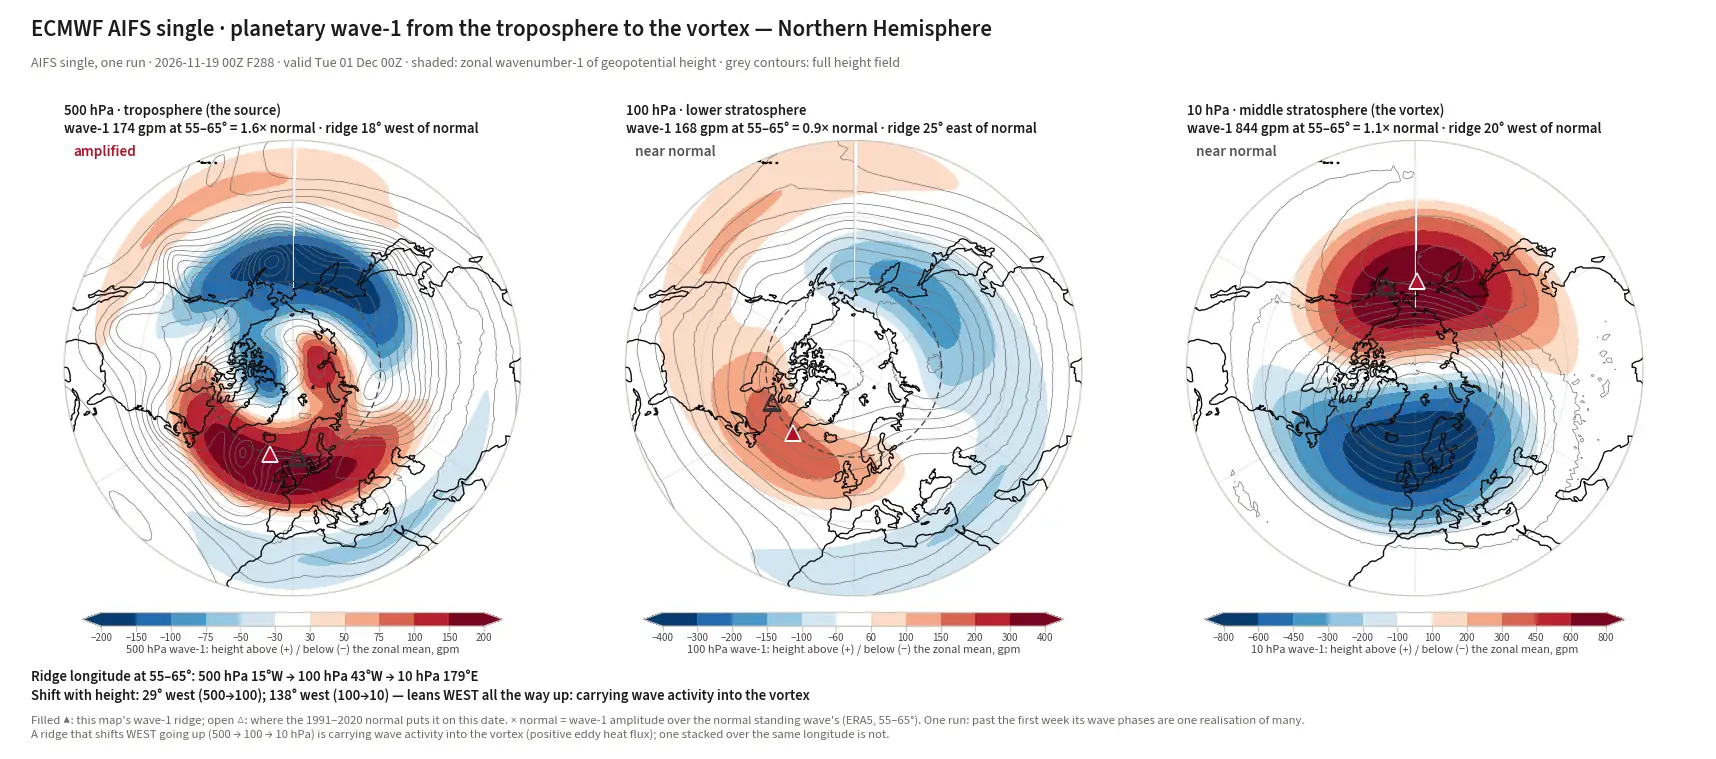 ECMWF AIFS single · planetary wave-1 from the troposphere to the vortex — Northern Hemisphere
AIFS single, one run · 2026-11-19 00Z F288 · valid Tue 01 Dec 00Z · shaded: zonal wavenumber-1 of geopotential height · grey contours: full height field
500 hPa · troposphere (the source)
wave-1 174 gpm at 55–65° = 1.6× normal · ridge 18° west of normal
amplified
100 hPa · lower stratosphere
wave-1 168 gpm at 55–65° = 0.9× normal · ridge 25° east of normal
near normal
10 hPa · middle stratosphere (the vortex)
wave-1 844 gpm at 55–65° = 1.1× normal · ridge 20° west of normal
near normal
−200 −150 −100 −75 −50 −30 30 50 75 100 150 200
500 hPa wave-1: height above (+) / below (−) the zonal mean, gpm
−400 −300 −200 −150 −100 −60 60 100 150 200 300 400
100 hPa wave-1: height above (+) / below (−) the zonal mean, gpm
−800 −600 −450 −300 −200 −100 100 200 300 450 600 800
10 hPa wave-1: height above (+) / below (−) the zonal mean, gpm
Ridge longitude at 55–65°: 500 hPa 15°W → 100 hPa 43°W → 10 hPa 179°E
Shift with height: 29° west (500→100); 138° west (100→10) — leans WEST all the way up: carrying wave activity into the vortex
Filled ▲: this map's wave-1 ridge; open △: where the 1991–2020 normal puts it on this date. × normal = wave-1 amplitude over the normal standing wave's (ERA5, 55–65°). One run: past the first week its wave phases are one realisation of many.
A ridge that shifts WEST going up (500 → 100 → 10 hPa) is carrying wave activity into the vortex (positive eddy heat flux); one stacked over the same longitude is not.